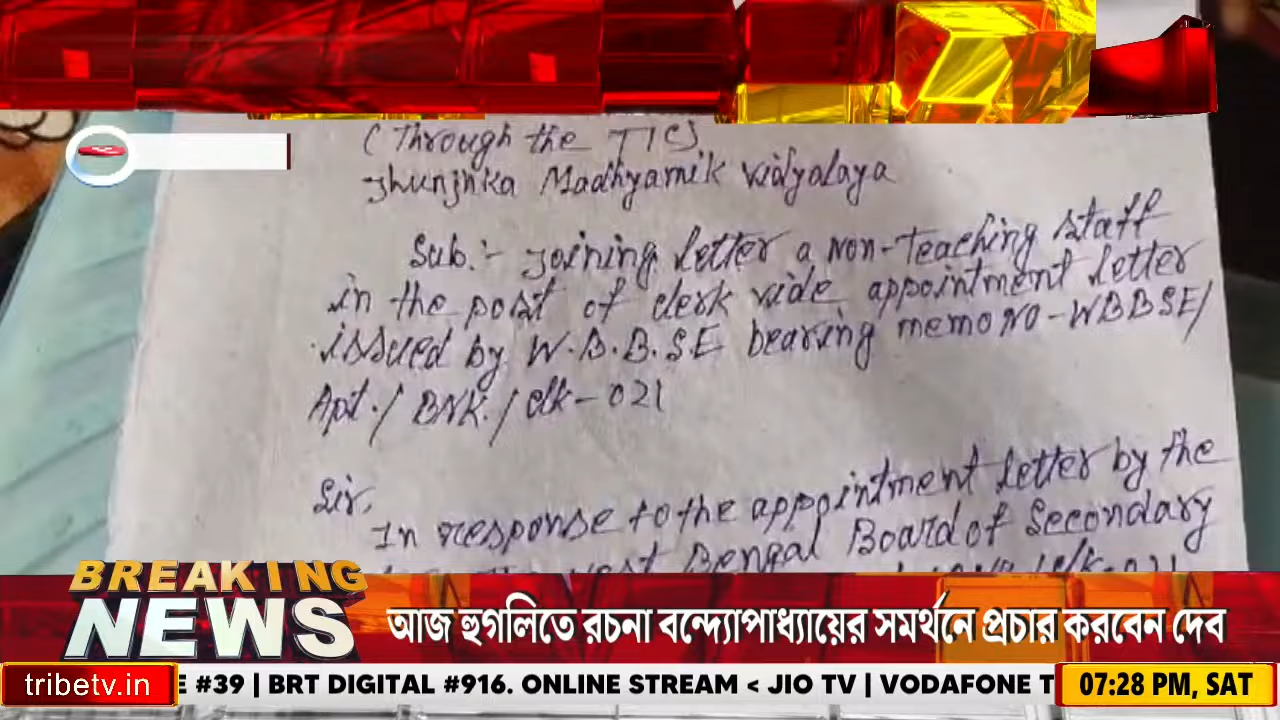 (Through the TIC)
Jhunjhka Madhyamik Vidyalaya
Sub:- Joining letter a Non-Teaching staff
in the post of clerk vide appointment letter
issued by W.B.B.S.E bearing memo NO-WBBSE/
Apt./BNK./clk-021
Sir,
In response to the appointment letter by the
West Bengal Board of Secondary
BREAKING
NEWS
আজ হুগলিতে রচনা বন্দ্যোপাধ্যায়ের সমর্থনে প্রচার করবেন দেব
tribetv.in
E #39 | BRT DIGITAL #916. ONLINE STREAM < JIO TV | VODAFONE T
07:28 PM, SAT